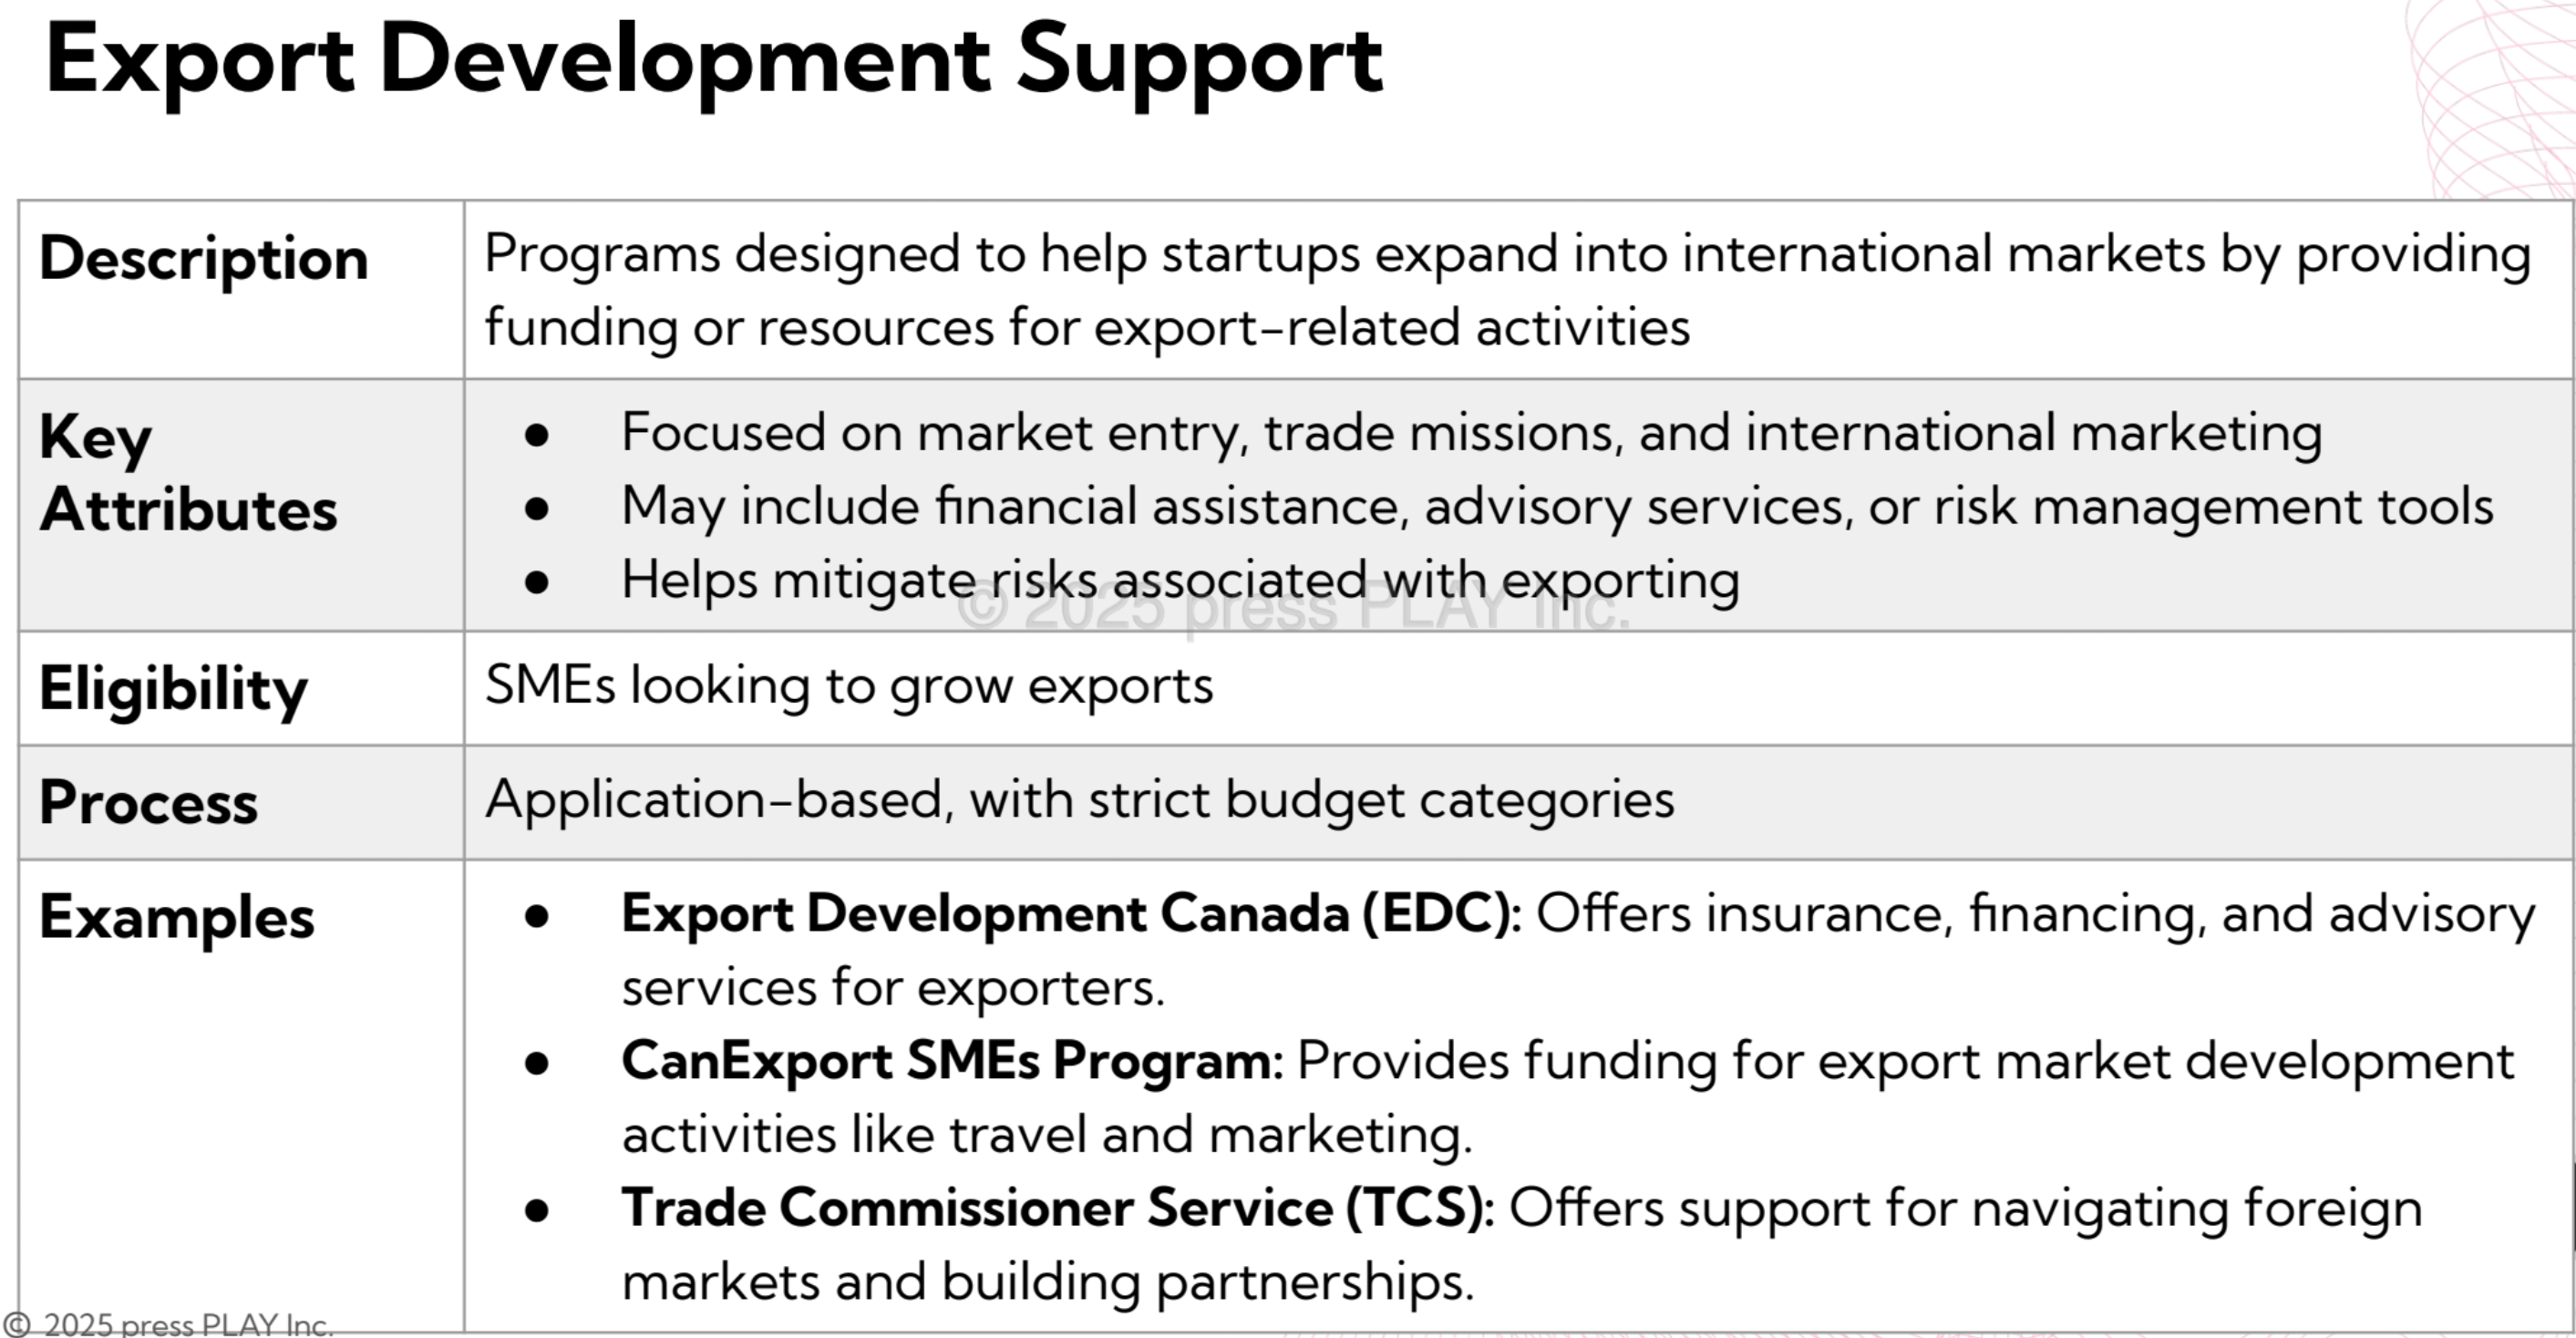 Export Development Support
Description
Programs designed to help startups expand into international markets by providing
funding or resources for export-related activities
Key
Attributes
● Focused on market entry, trade missions, and international marketing
● May include financial assistance, advisory services, or risk management tools
● Helps mitigate risks associated with exporting
© 2025 press PLAY Inc.
Eligibility
SMEs looking to grow exports
Process
Application-based, with strict budget categories
Examples
● Export Development Canada (EDC): Offers insurance, financing, and advisory
services for exporters.
● CanExport SMEs Program: Provides funding for export market development
activities like travel and marketing.
● Trade Commissioner Service (TCS): Offers support for navigating foreign
markets and building partnerships.
© 2025 press PLAY Inc.